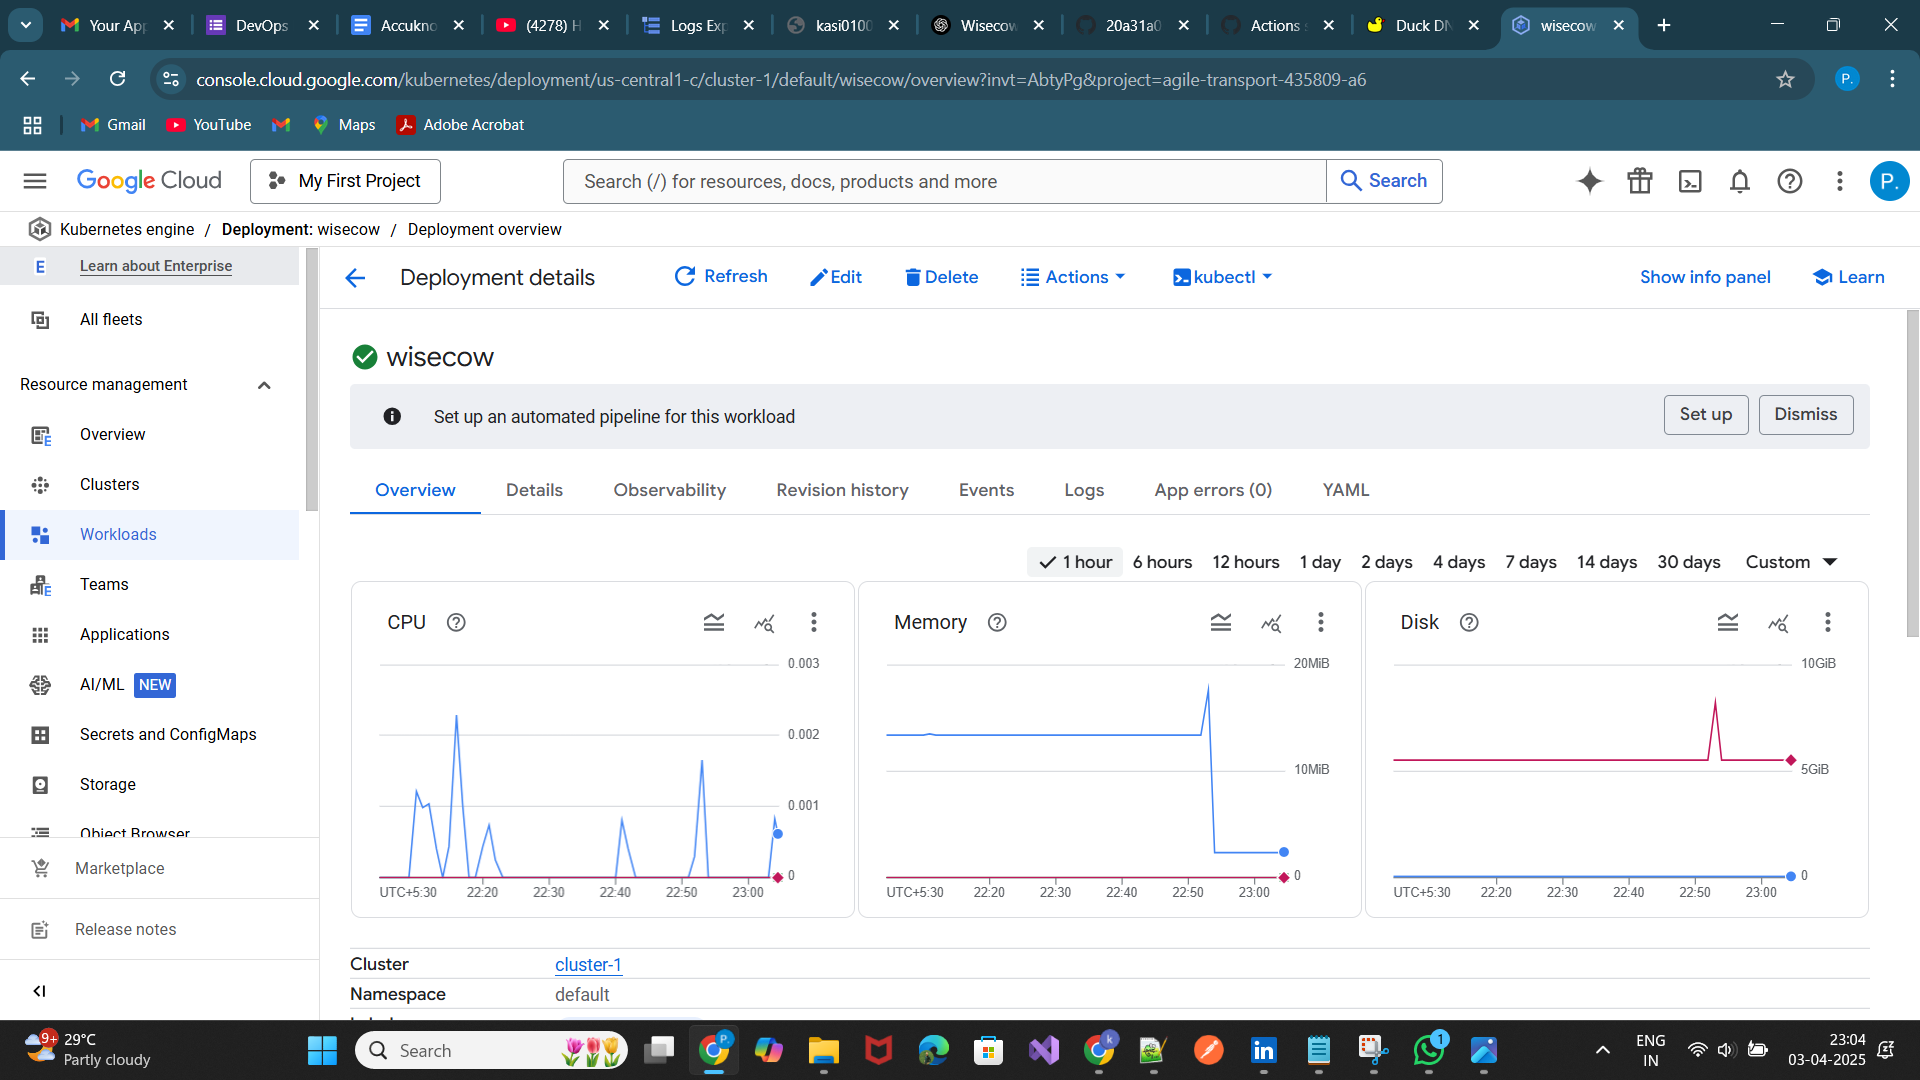 Your App
DevOps
Accukno
(4278) H
Logs Exp
kasi0100
Wisecow
20a31a0
Actions s
Duck DN
wisecow
console.cloud.google.com/kubernetes/deployment/us-central1-c/cluster-1/default/wisecow/overview?invt=AbtyPg&project=agile-transport-435809-a6
P.
Gmail
YouTube
Maps
Adobe Acrobat
Google Cloud
My First Project
Search (/) for resources, docs, products and more
Search
P.
Kubernetes engine / Deployment: wisecow / Deployment overview
E Learn about Enterprise
All fleets
Resource management
Overview
Clusters
Workloads
Teams
Applications
AI/ML NEW
Secrets and ConfigMaps
Storage
Object Browser
Marketplace
Release notes
Deployment details
Refresh
Edit
Delete
Actions
kubectl
Show info panel
Learn
wisecow
Set up an automated pipeline for this workload
Set up
Dismiss
Overview
Details
Observability
Revision history
Events
Logs
App errors (0)
YAML
1 hour
6 hours
12 hours
1 day
2 days
4 days
7 days
14 days
30 days
Custom
CPU
0.003
0.002
0.001
0
UTC+5:30 22:20 22:30 22:40 22:50 23:00
Memory
20MiB
10MiB
0
UTC+5:30 22:20 22:30 22:40 22:50 23:00
Disk
10GiB
5GiB
0
UTC+5:30 22:20 22:30 22:40 22:50 23:00
Cluster cluster-1
Namespace default
9+
29°C
Partly cloudy
Search
P
k
1
ENG
IN
23:04
03-04-2025